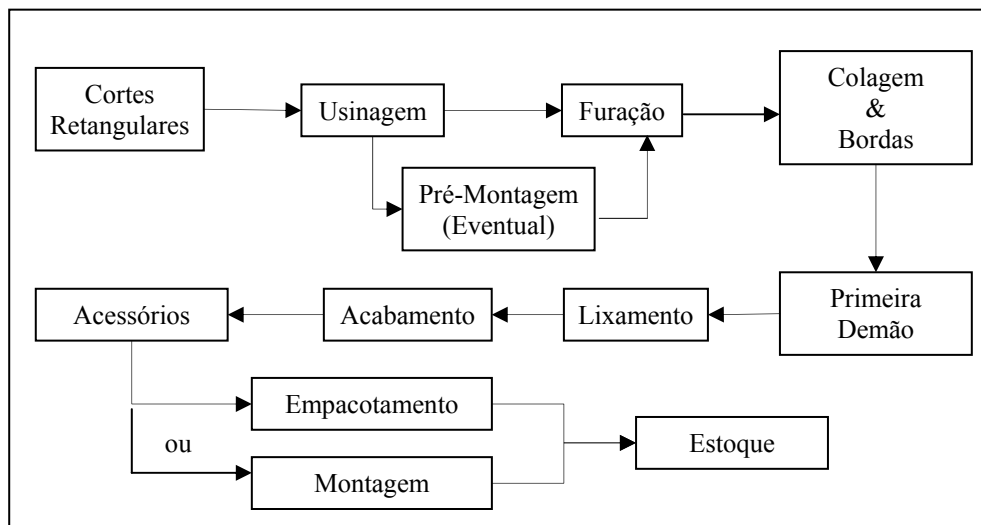 Cortes
Retangulares
Usinagem
Furação
Colagem
&
Bordas
Pré-Montagem
(Eventual)
Acessórios
Acabamento
Lixamento
Primeira
Demão
Empacotamento
ou
Montagem
Estoque